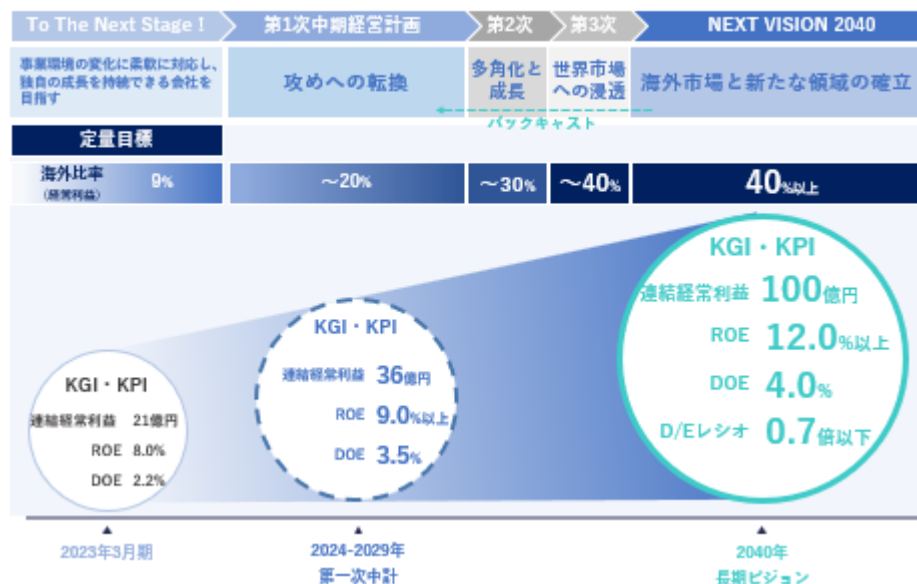 To The Next Stage！
第1次中期経営計画
第2次
第3次
NEXT VISION 2040
事業環境の変化に柔軟に対応し、
独自の成長を持続できる会社を
目指す
攻めへの転換
多角化と
成長
世界市場
への浸透
海外市場と新たな領域の確立
バックキャスト
定量目標
海外比率
（経常利益）
9%
～20%
～30%
～40%
40%以上
KGI・KPI
連結経常利益 21億円
ROE 8.0%
DOE 2.2%
KGI・KPI
連結経常利益 36億円
ROE 9.0%以上
DOE 3.5%
KGI・KPI
連結経常利益 100億円
ROE 12.0%以上
DOE 4.0%
D/Eレシオ 0.7倍以下
2023年3月期
2024-2029年
第一次中計
2040年
長期ビジョン